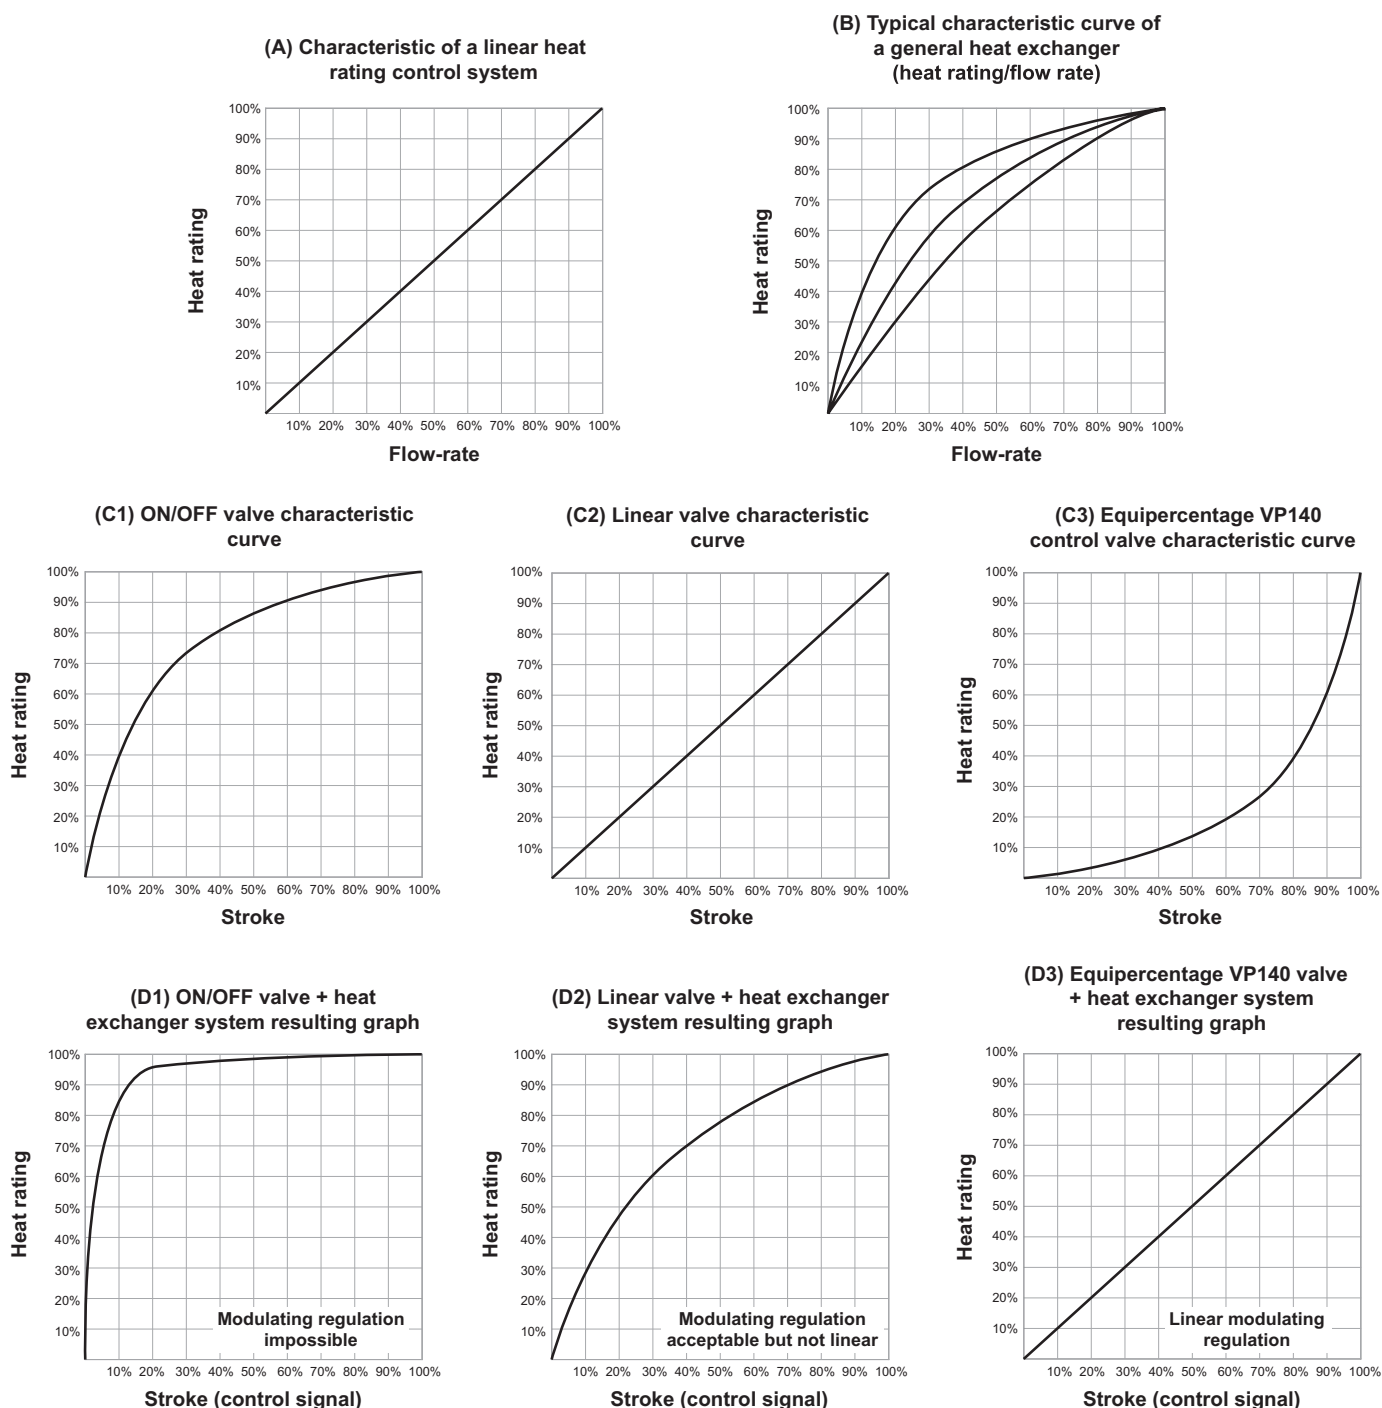 (A) Characteristic of a linear heat
rating control system
100%
90%
80%
70%
60%
50%
40%
30%
20%
10%
Heat rating
10% 20% 30% 40% 50% 60% 70% 80% 90% 100%
Flow-rate
(B) Typical characteristic curve of
a general heat exchanger
(heat rating/flow rate)
100%
90%
80%
70%
60%
50%
40%
30%
20%
10%
Heat rating
10% 20% 30% 40% 50% 60% 70% 80% 90% 100%
Flow-rate
(C1) ON/OFF valve characteristic
curve
100%
90%
80%
70%
60%
50%
40%
30%
20%
10%
Heat rating
10% 20% 30% 40% 50% 60% 70% 80% 90% 100%
Stroke
(C2) Linear valve characteristic
curve
100%
90%
80%
70%
60%
50%
40%
30%
20%
10%
Heat rating
10% 20% 30% 40% 50% 60% 70% 80% 90% 100%
Stroke
(C3) Equipercentage VP140
control valve characteristic curve
100%
90%
80%
70%
60%
50%
40%
30%
20%
10%
Heat rating
10% 20% 30% 40% 50% 60% 70% 80% 90% 100%
Stroke
(D1) ON/OFF valve + heat
exchanger system resulting graph
100%
90%
80%
70%
60%
50%
40%
30%
20%
10%
Heat rating
Modulating regulation
impossible
10% 20% 30% 40% 50% 60% 70% 80% 90% 100%
Stroke (control signal)
(D2) Linear valve + heat exchanger
system resulting graph
100%
90%
80%
70%
60%
50%
40%
30%
20%
10%
Heat rating
Modulating regulation
acceptable but not linear
10% 20% 30% 40% 50% 60% 70% 80% 90% 100%
Stroke (control signal)
(D3) Equipercentage VP140 valve
+ heat exchanger system
resulting graph
100%
90%
80%
70%
60%
50%
40%
30%
20%
10%
Heat rating
Linear modulating
regulation
10% 20% 30% 40% 50% 60% 70% 80% 90% 100%
Stroke (control signal)